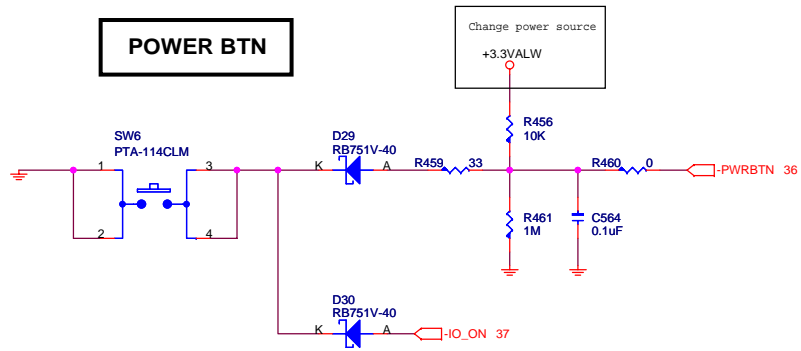 POWER BTN
Change power source
+3.3VALW
R456
10K
SW6
PTA-114CLM
D29
RB751V-40
1
3
K
A
R459
33
R460
0
-PWRBTN 36
2
4
R461
1M
C564
0.1uF
D30
RB751V-40
K
A
-IO_ON 37